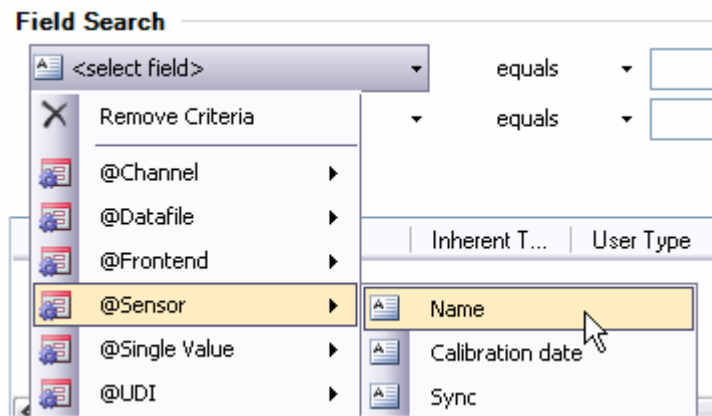 Field Search
<select field> equals
Remove Criteria equals
@Channel
@Datafile
Inherent T... User Type
@Frontend
@Sensor Name
@Single Value Calibration date
@UDI Sync